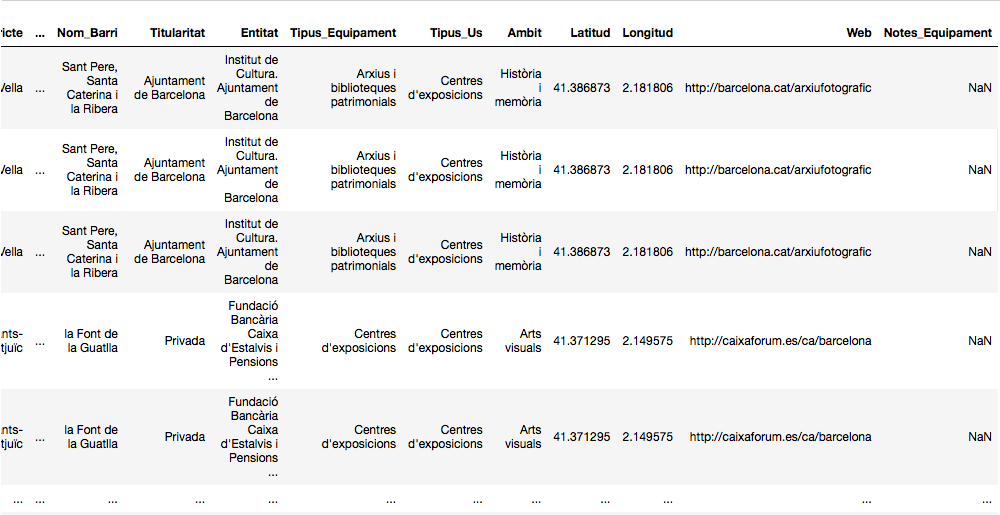 ricte ... Nom_Barri Titularitat Entitat Tipus_Equipament Tipus_Us Ambit Latitud Longitud Web Notes_Equipament
Vella
...
Sant Pere,
Santa
Caterina i
la Ribera
Ajuntament
de Barcelona
Institut de
Cultura.
Ajuntament
de
Barcelona
Arxius i
biblioteques
patrimonials
Centres
d'exposicions
Història
i
memòria
41.386873
2.181806
http://barcelona.cat/arxiufotografic
NaN
Vella
...
Sant Pere,
Santa
Caterina i
la Ribera
Ajuntament
de Barcelona
Institut de
Cultura.
Ajuntament
de
Barcelona
Arxius i
biblioteques
patrimonials
Centres
d'exposicions
Història
i
memòria
41.386873
2.181806
http://barcelona.cat/arxiufotografic
NaN
Vella
...
Sant Pere,
Santa
Caterina i
la Ribera
Ajuntament
de Barcelona
Institut de
Cultura.
Ajuntament
de
Barcelona
Arxius i
biblioteques
patrimonials
Centres
d'exposicions
Història
i
memòria
41.386873
2.181806
http://barcelona.cat/arxiufotografic
NaN
nts-
tjuïc
...
la Font de
la Guatlla
Privada
Fundació
Bancària
Caixa
d'Estalvis i
Pensions
...
Centres
d'exposicions
Centres
d'exposicions
Arts
visuals
41.371295
2.149575
http://caixaforum.es/ca/barcelona
NaN
nts-
tjuïc
...
la Font de
la Guatlla
Privada
Fundació
Bancària
Caixa
d'Estalvis i
Pensions
...
Centres
d'exposicions
Centres
d'exposicions
Arts
visuals
41.371295
2.149575
http://caixaforum.es/ca/barcelona
NaN
... ... ... ... ... ... ... ... ... ... ... ...